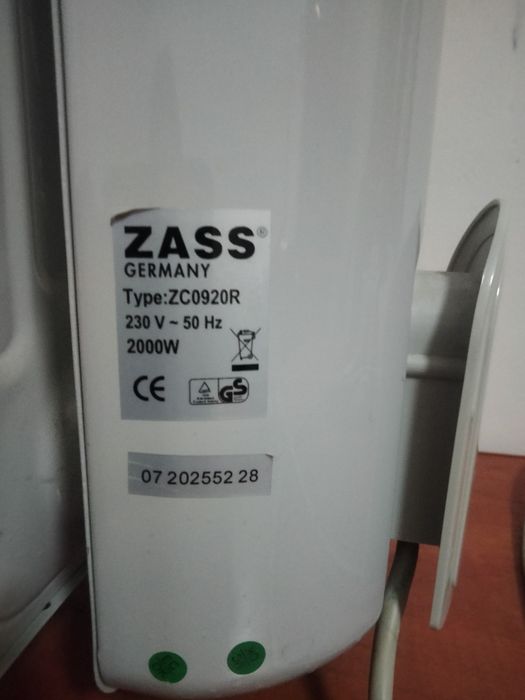 ZASS®
GERMANY
Type:ZC0920R
230 V ~ 50 Hz
2000W
CE
GS
07 202552 28